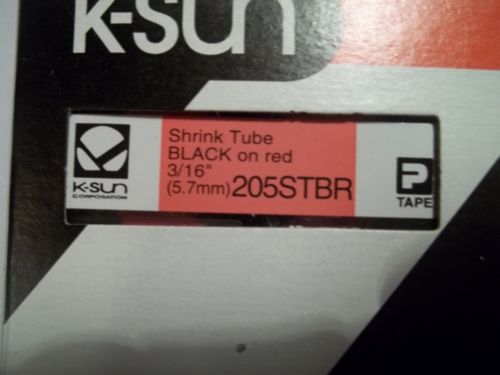 K-SUN
K-SUN
CORPORATION
Shrink Tube
BLACK on red
3/16"
(5.7mm) 205STBR
P
TAPE